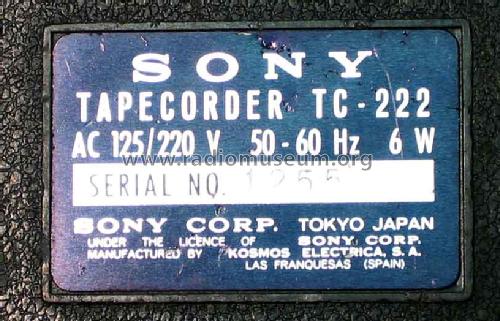 SONY
TAPECORDER TC-222
AC 125/220 V 50-60 Hz 6 W
www.radiomuseum.org
SERIAL NO. 1255
SONY CORP. TOKYO JAPAN
UNDER THE LICENCE OF SONY CORP.
MANUFACTURED BY KOSMOS ELECTRICA, S. A.
LAS FRANQUESAS (SPAIN)